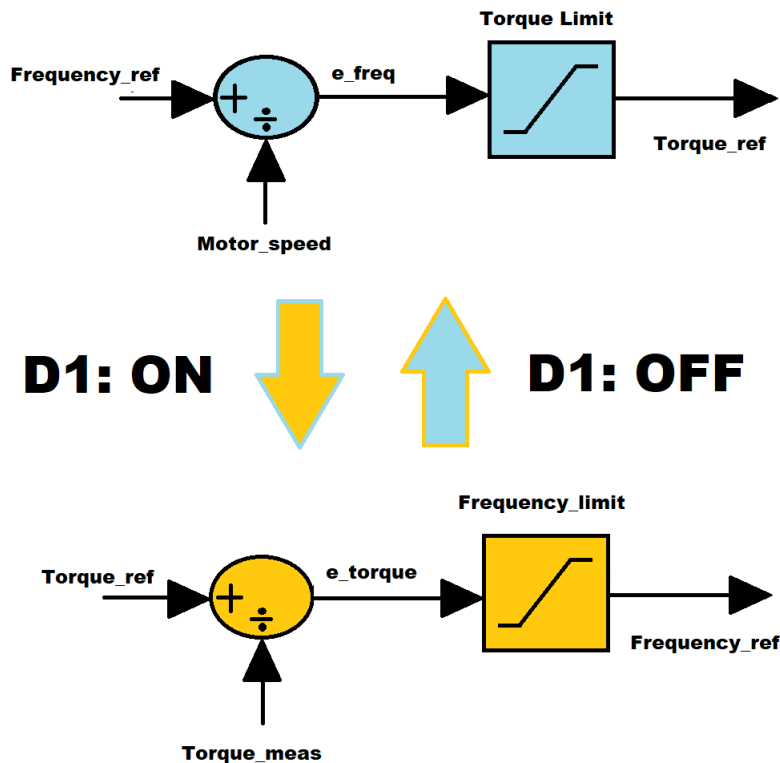 Torque Limit
Frequency_ref
e_freq
+
÷
Torque_ref
Motor_speed
D1: ON
D1: OFF
Frequency_limit
Torque_ref
e_torque
+
÷
Frequency_ref
Torque_meas